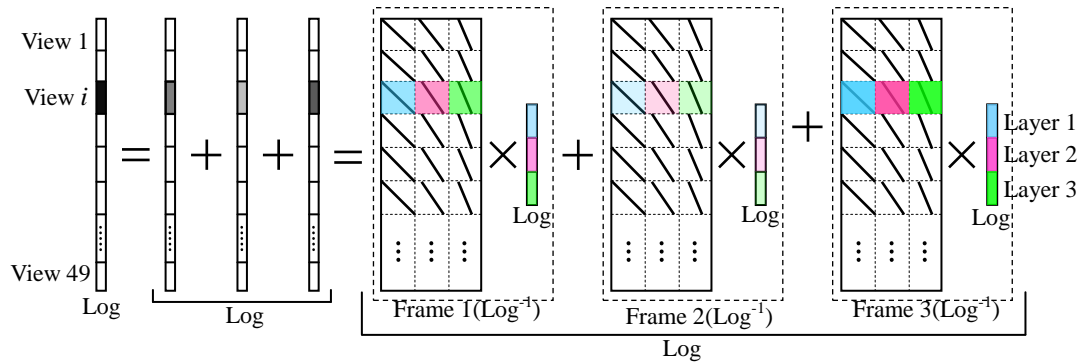 View 1
View i
View 49
Log
Log
Frame 1(Log⁻¹)
Log
Frame 2(Log⁻¹)
Log
Frame 3(Log⁻¹)
Layer 1
Layer 2
Layer 3
Log
Log